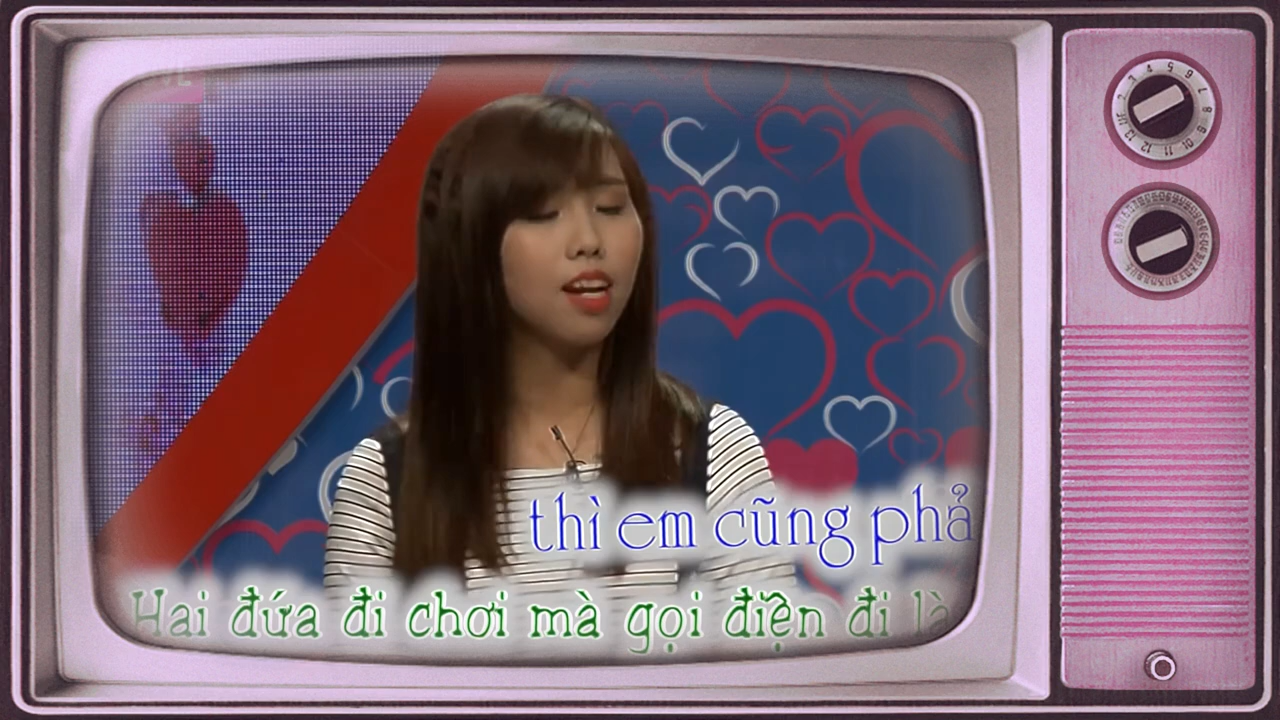 thì em cũng phả
Hai đứa đi chơi mà gọi điện đi là